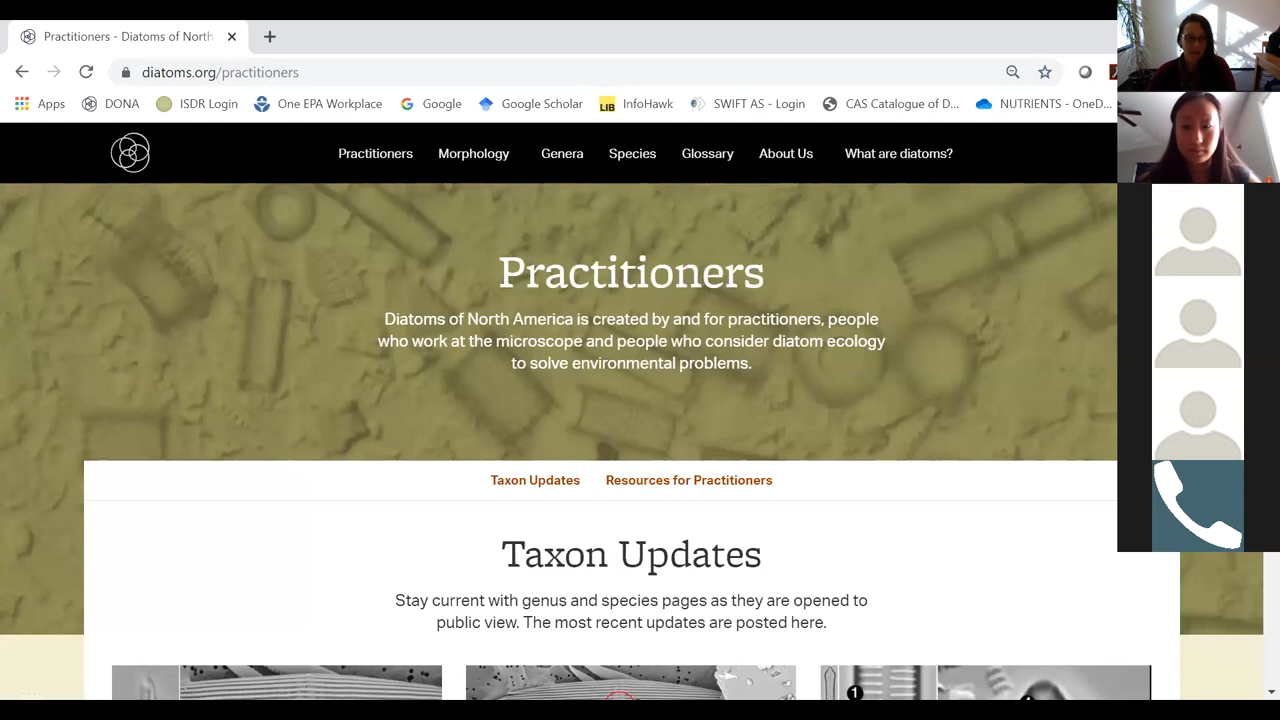 Practitioners - Diatoms of North
diatoms.org/practitioners
Apps DONA ISDR Login One EPA Workplace Google Google Scholar LIB InfoHawk SWIFT AS - Login CAS Catalogue of D... NUTRIENTS - OneD...
Practitioners Morphology Genera Species Glossary About Us What are diatoms?
Practitioners
Diatoms of North America is created by and for practitioners, people
who work at the microscope and people who consider diatom ecology
to solve environmental problems.
Taxon Updates Resources for Practitioners
Taxon Updates
Stay current with genus and species pages as they are opened to
public view. The most recent updates are posted here.
1